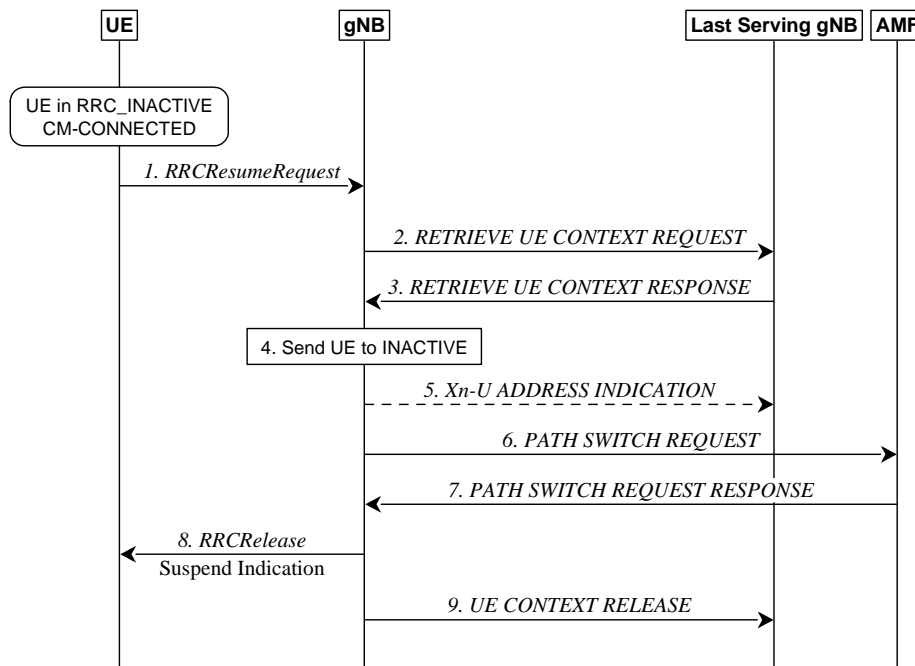 UE gNB Last Serving gNB AMF
UE in RRC_INACTIVE
CM-CONNECTED
1. RRCResumeRequest
2. RETRIEVE UE CONTEXT REQUEST
3. RETRIEVE UE CONTEXT RESPONSE
4. Send UE to INACTIVE
5. Xn-U ADDRESS INDICATION
6. PATH SWITCH REQUEST
7. PATH SWITCH REQUEST RESPONSE
8. RRCRelease
Suspend Indication
9. UE CONTEXT RELEASE